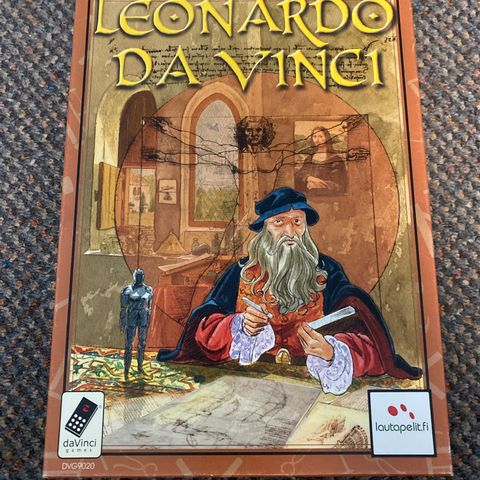 LEONARDO
DA VINCI
daVinci
games
DVG9020
lautapelit.fi